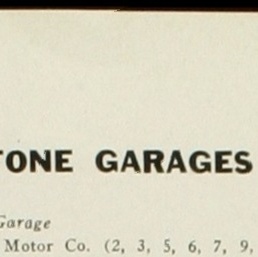 TONE GARAGES
Garage
Motor Co. (2, 3, 5, 6, 7, 9,